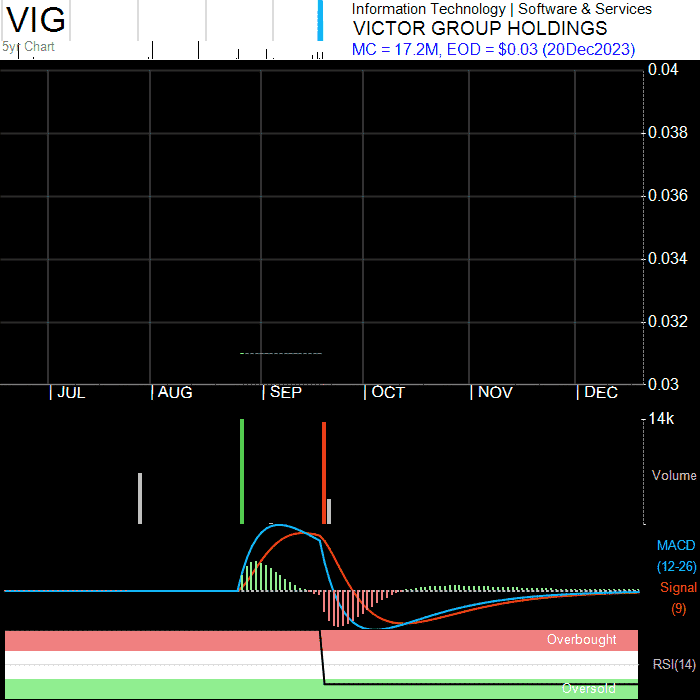 VIG
Information Technology | Software & Services
VICTOR GROUP HOLDINGS
5yr Chart
MC = 17.2M, EOD = $0.03 (20Dec2023)
0.04
0.038
0.036
0.034
0.032
0.03
| JUL | AUG | SEP | OCT | NOV | DEC
14k
Volume
MACD
(12-26)
Signal
(9)
Overbought
RSI(14)
Oversold